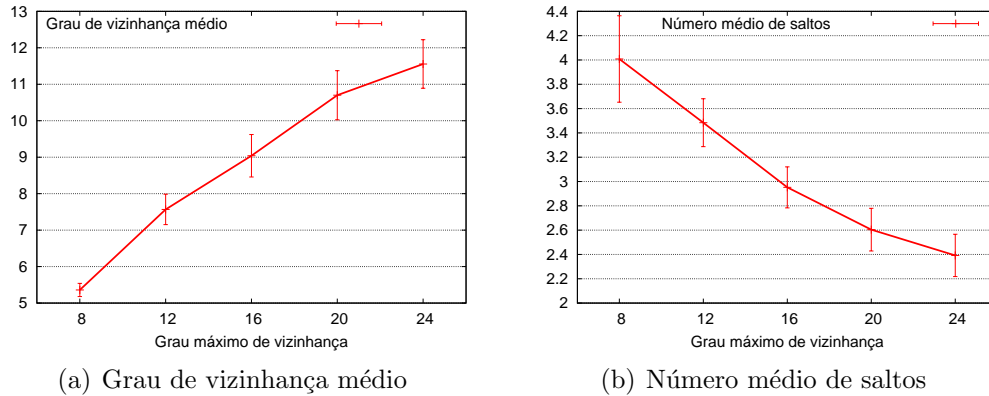 Grau de vizinhança médio
13
12
11
10
9
8
7
6
5
8 12 16 20 24
Grau máximo de vizinhança
(a) Grau de vizinhança médio
Número médio de saltos
4.4
4.2
4
3.8
3.6
3.4
3.2
3
2.8
2.6
2.4
2.2
2
8 12 16 20 24
Grau máximo de vizinhança
(b) Número médio de saltos